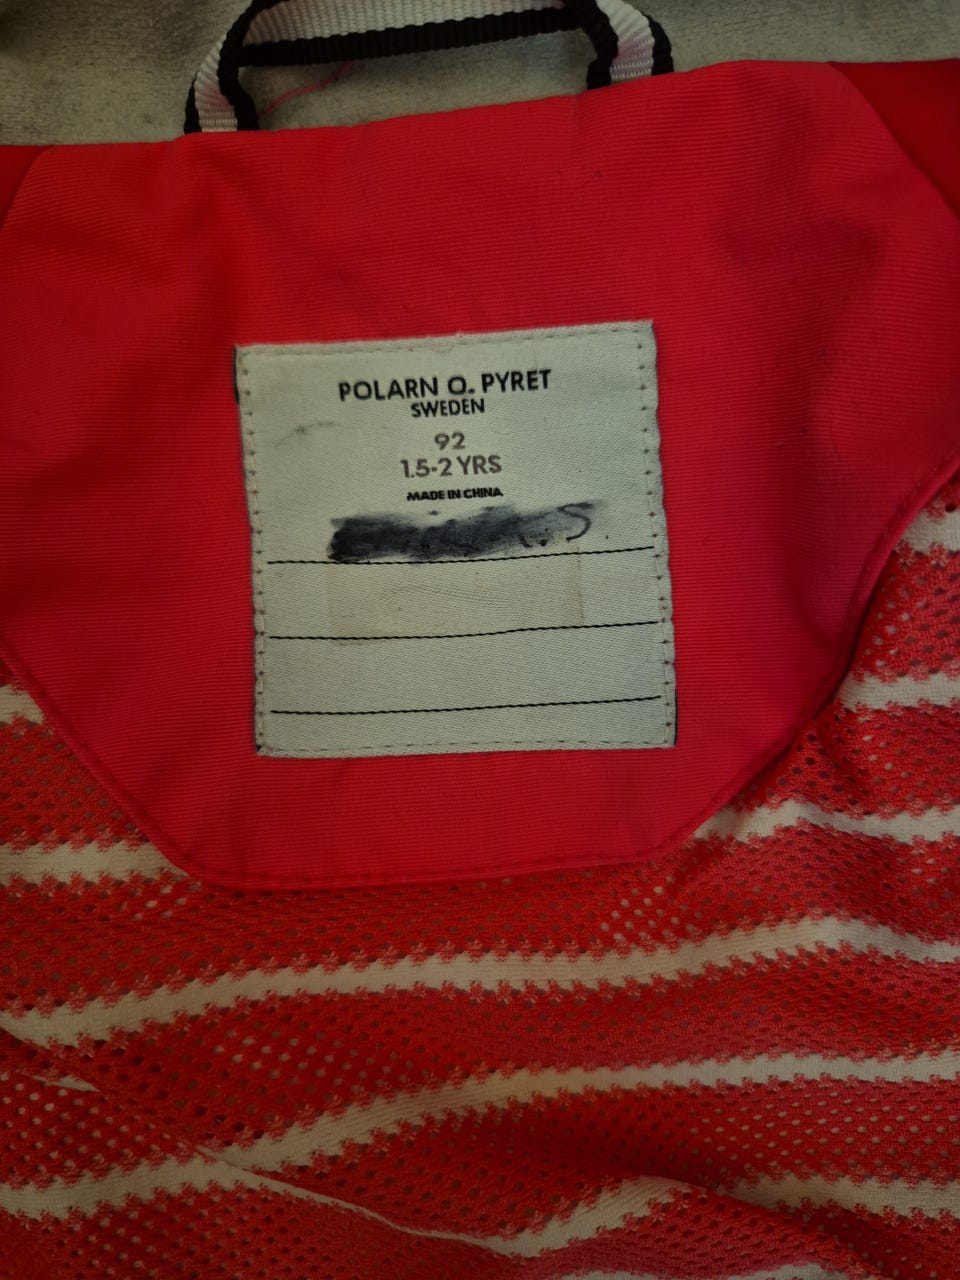 POLARN O. PYRET
SWEDEN
92
1.5-2 YRS
MADE IN CHINA